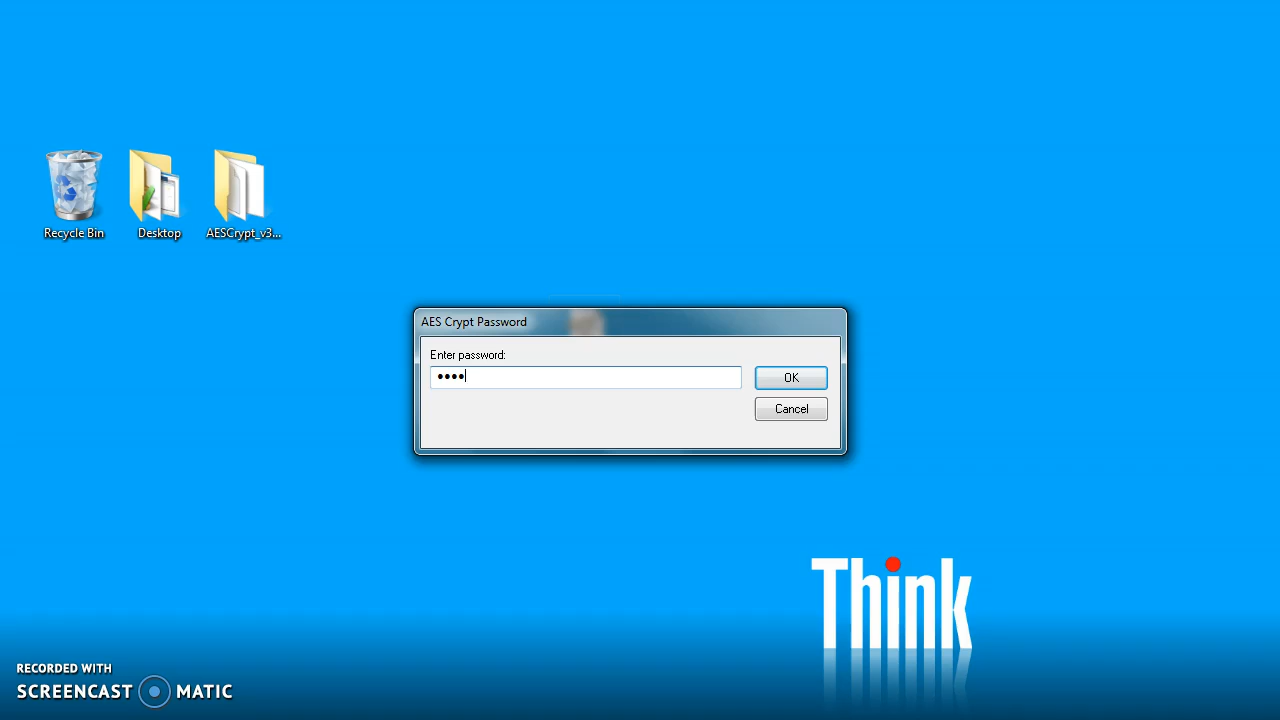 Recycle Bin
Desktop
AESCrypt_v3...
AES Crypt Password
Enter password:
••••
OK
Cancel
Think
RECORDED WITH
SCREENCAST MATIC